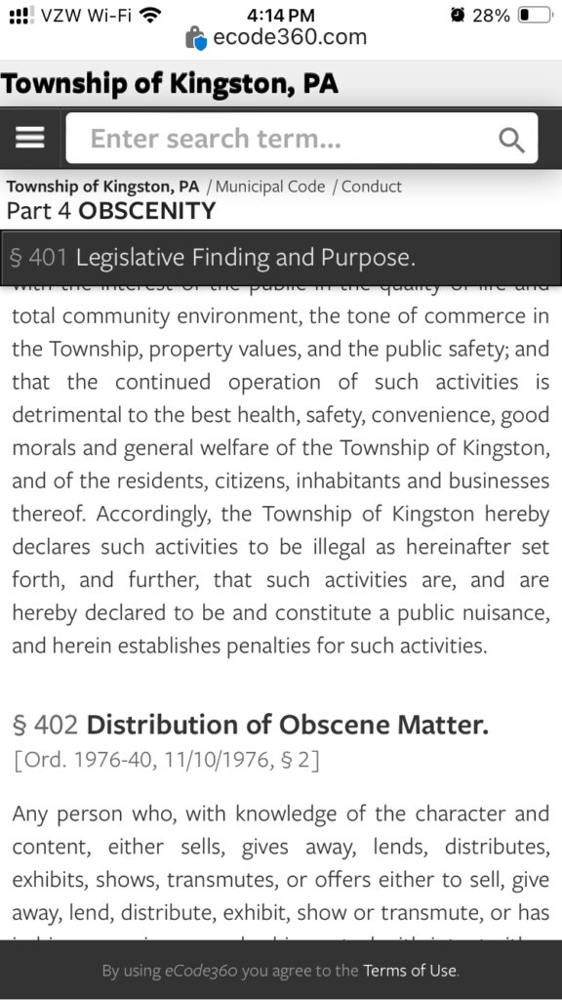 VZW Wi-Fi 4:14 PM 28%
ecode360.com
Township of Kingston, PA
Enter search term...
Township of Kingston, PA / Municipal Code / Conduct
Part 4 OBSCENITY
§ 401 Legislative Finding and Purpose.
with the interest of the public in the quality of life and
total community environment, the tone of commerce in
the Township, property values, and the public safety; and
that the continued operation of such activities is
detrimental to the best health, safety, convenience, good
morals and general welfare of the Township of Kingston,
and of the residents, citizens, inhabitants and businesses
thereof. Accordingly, the Township of Kingston hereby
declares such activities to be illegal as hereinafter set
forth, and further, that such activities are, and are
hereby declared to be and constitute a public nuisance,
and herein establishes penalties for such activities.
§ 402 Distribution of Obscene Matter.
[Ord. 1976-40, 11/10/1976, § 2]
Any person who, with knowledge of the character and
content, either sells, gives away, lends, distributes,
exhibits, shows, transmutes, or offers either to sell, give
away, lend, distribute, exhibit, show or transmute, or has
By using eCode360 you agree to the Terms of Use.